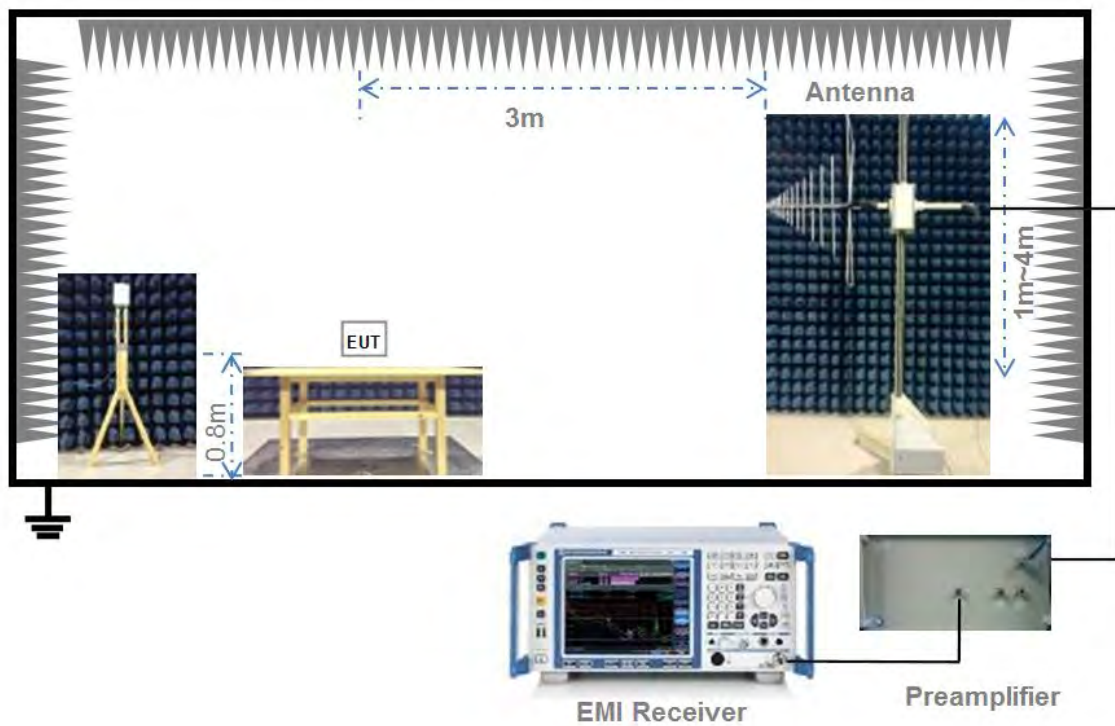 Antenna
3m
1m~4m
EUT
0.8m
EMI Receiver
Preamplifier